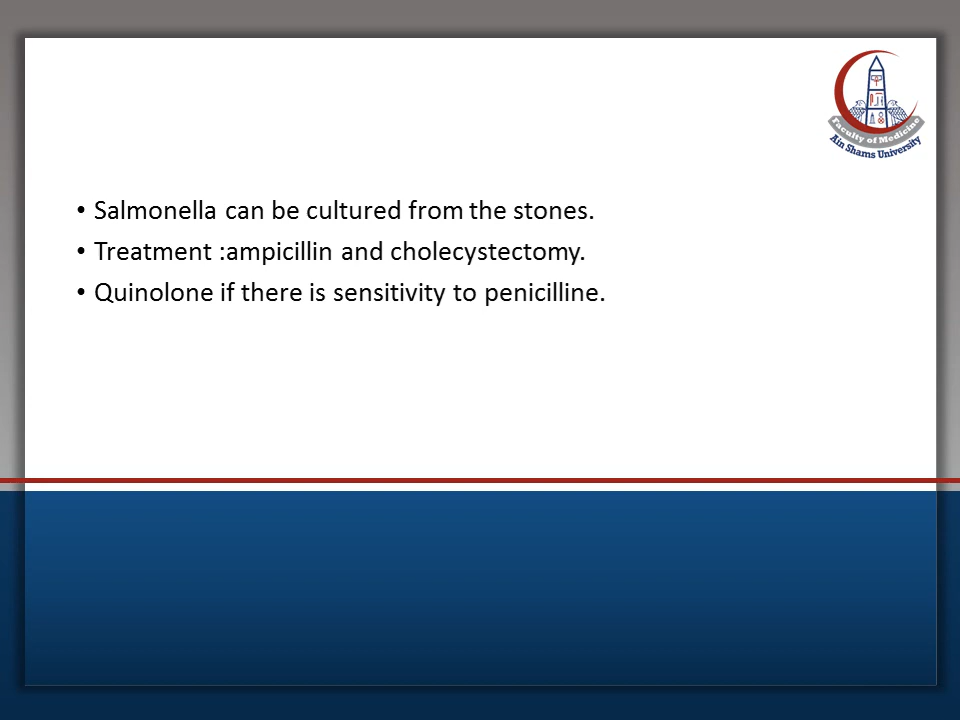 Faculty of Medicine
Ain Shams University
• Salmonella can be cultured from the stones.
• Treatment :ampicillin and cholecystectomy.
• Quinolone if there is sensitivity to penicilline.